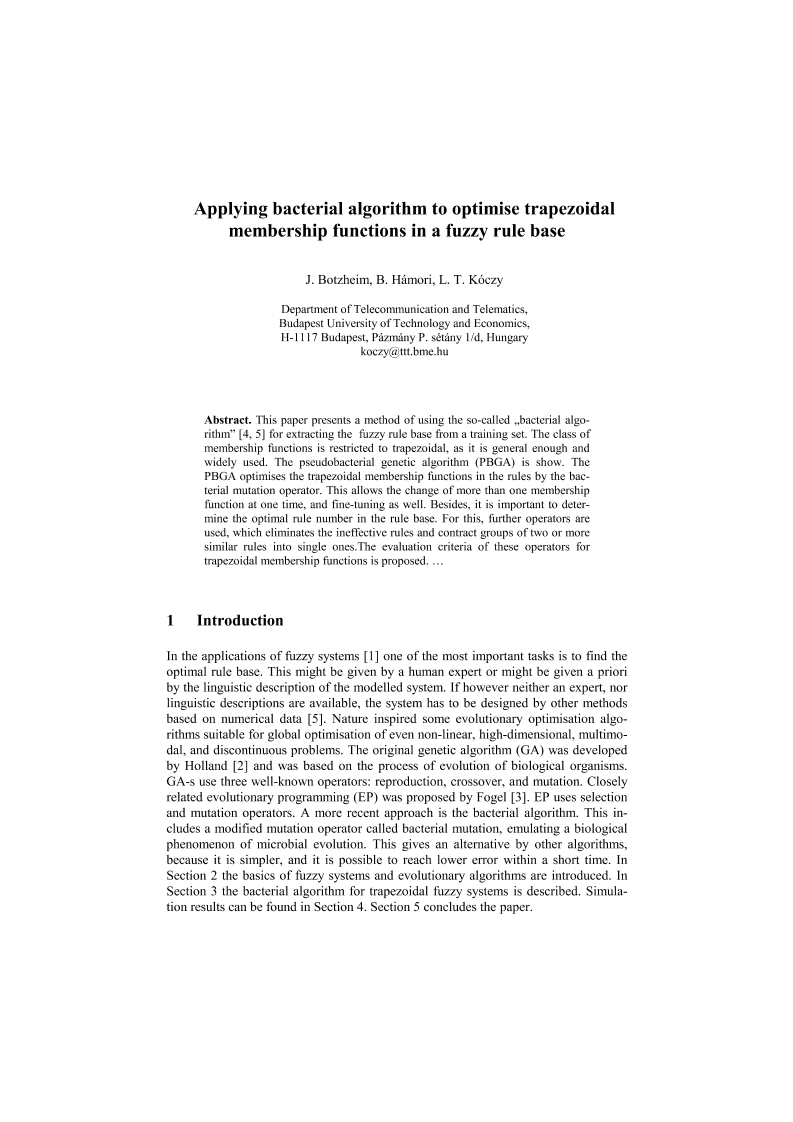 Applying bacterial algorithm to optimise trapezoidal
membership functions in a fuzzy rule base
J. Botzheim, B. Hámori, L. T. Kóczy
Department of Telecommunication and Telematics,
Budapest University of Technology and Economics,
H-1117 Budapest, Pázmány P. sétány 1/d, Hungary
koczy@ttt.bme.hu
Abstract. This paper presents a method of using the so-called „bacterial algo-
rithm” [4, 5] for extracting the fuzzy rule base from a training set. The class of
membership functions is restricted to trapezoidal, as it is general enough and
widely used. The pseudobacterial genetic algorithm (PBGA) is show. The
PBGA optimises the trapezoidal membership functions in the rules by the bac-
terial mutation operator. This allows the change of more than one membership
function at one time, and fine-tuning as well. Besides, it is important to deter-
mine the optimal rule number in the rule base. For this, further operators are
used, which eliminates the ineffective rules and contract groups of two or more
similar rules into single ones.The evaluation criteria of these operators for
trapezoidal membership functions is proposed. …
1 Introduction
In the applications of fuzzy systems [1] one of the most important tasks is to find the
optimal rule base. This might be given by a human expert or might be given a priori
by the linguistic description of the modelled system. If however neither an expert, nor
linguistic descriptions are available, the system has to be designed by other methods
based on numerical data [5]. Nature inspired some evolutionary optimisation algo-
rithms suitable for global optimisation of even non-linear, high-dimensional, multimo-
dal, and discontinuous problems. The original genetic algorithm (GA) was developed
by Holland [2] and was based on the process of evolution of biological organisms.
GA-s use three well-known operators: reproduction, crossover, and mutation. Closely
related evolutionary programming (EP) was proposed by Fogel [3]. EP uses selection
and mutation operators. A more recent approach is the bacterial algorithm. This in-
cludes a modified mutation operator called bacterial mutation, emulating a biological
phenomenon of microbial evolution. This gives an alternative by other algorithms,
because it is simpler, and it is possible to reach lower error within a short time. In
Section 2 the basics of fuzzy systems and evolutionary algorithms are introduced. In
Section 3 the bacterial algorithm for trapezoidal fuzzy systems is described. Simula-
tion results can be found in Section 4. Section 5 concludes the paper.